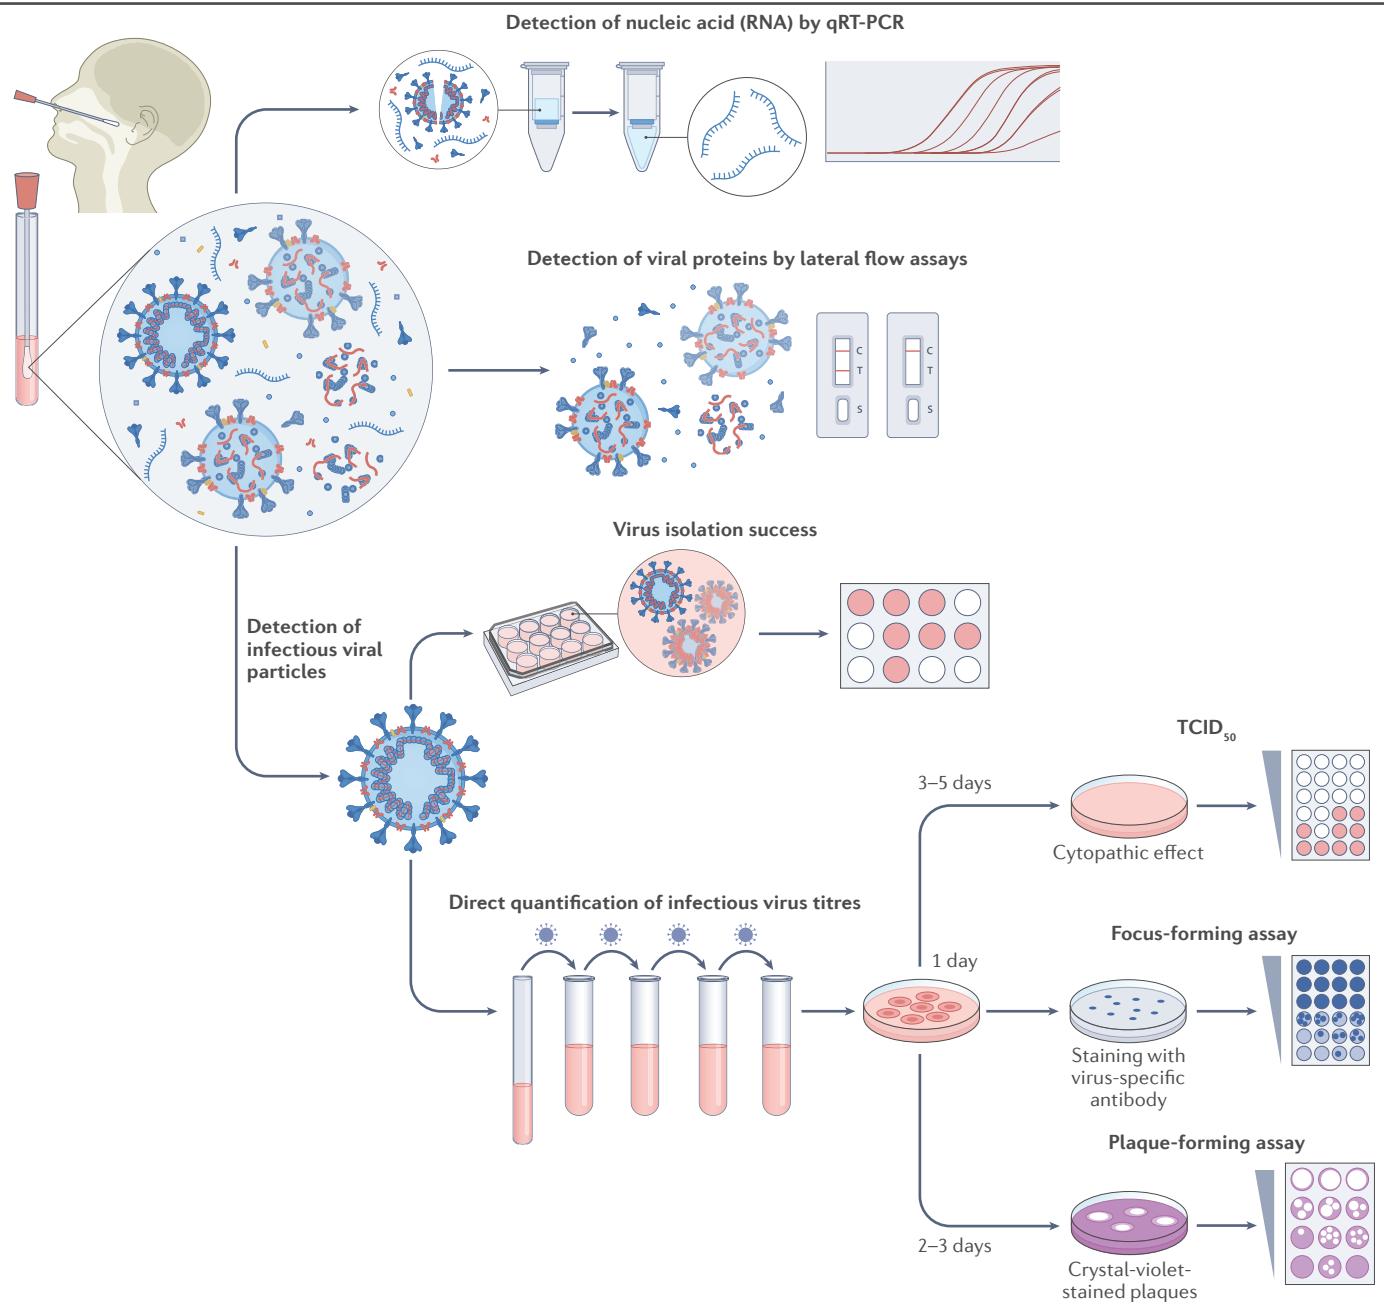 Detection of nucleic acid (RNA) by qRT-PCR
Detection of viral proteins by lateral flow assays
C
T
S
C
T
S
Virus isolation success
Detection of
infectious viral
particles
TCID50
3–5 days
Cytopathic effect
Direct quantification of infectious virus titres
Focus-forming assay
1 day
Staining with
virus-specific
antibody
Plaque-forming assay
2–3 days
Crystal-violet-
stained plaques